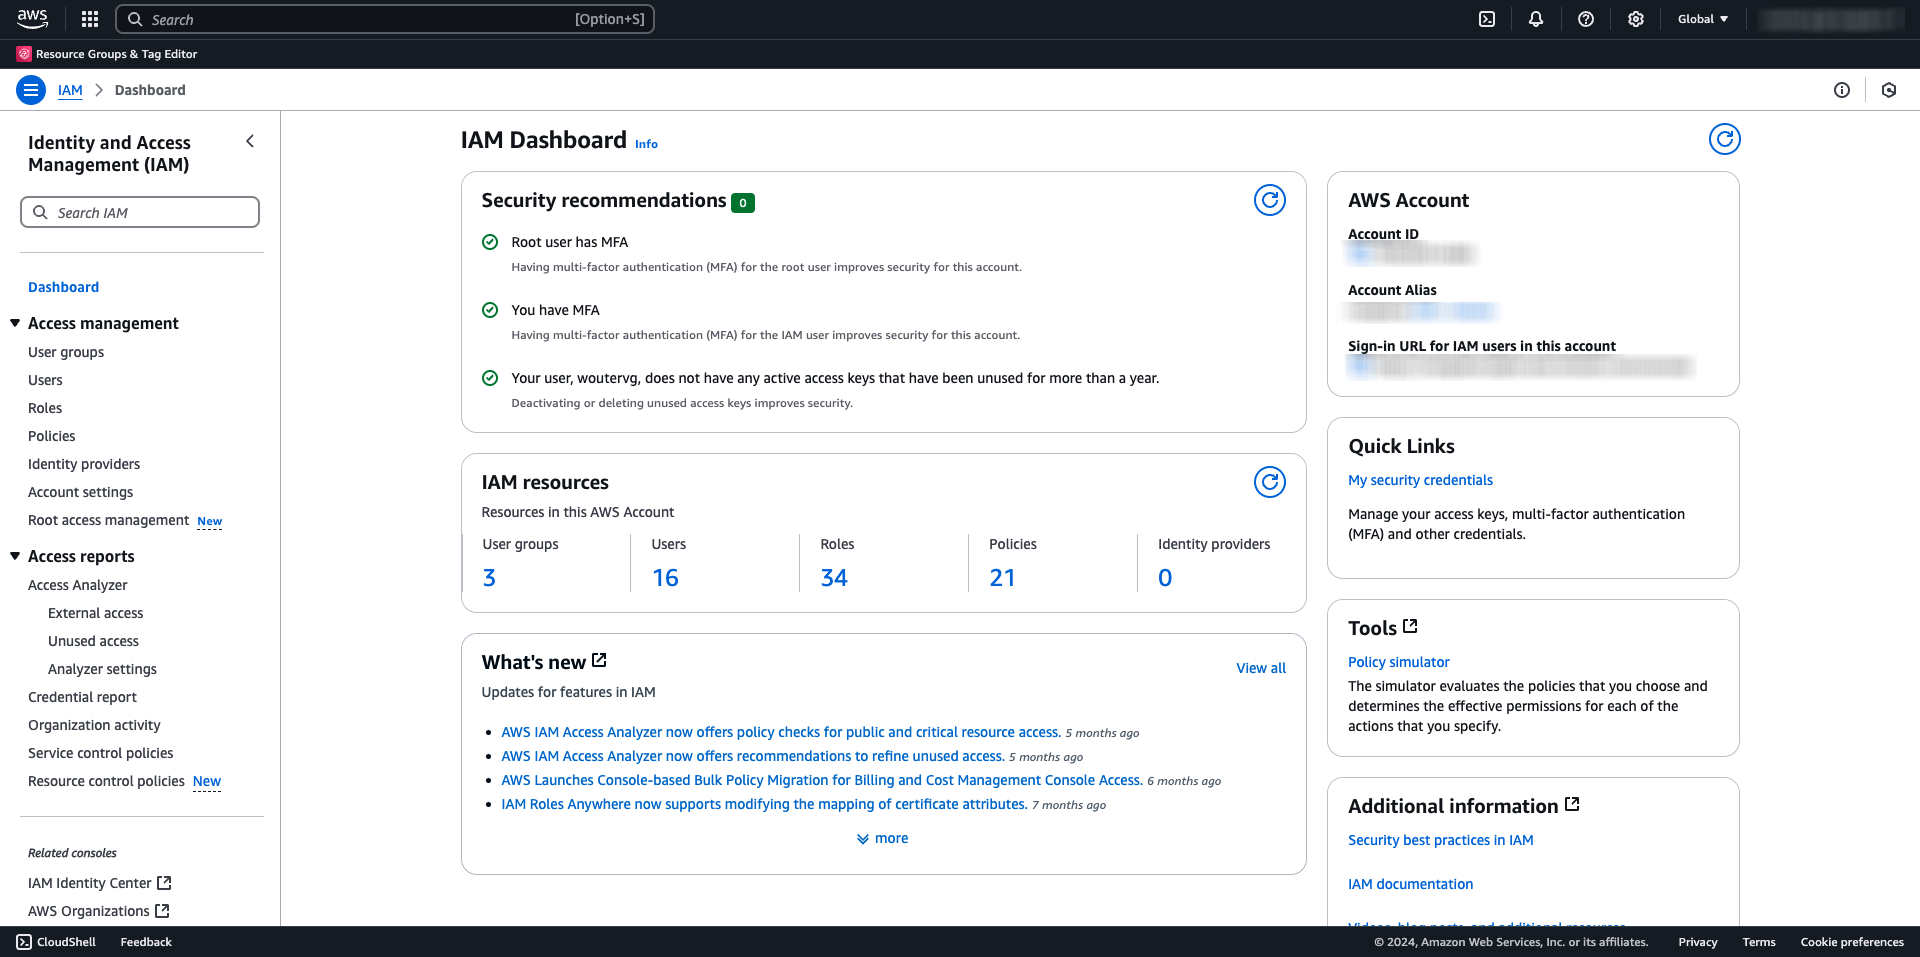 aws
Search
[Option+S]
Global
Resource Groups & Tag Editor
IAM
Dashboard
Identity and Access
Management (IAM)
Search IAM
Dashboard
Access management
User groups
Users
Roles
Policies
Identity providers
Account settings
Root access management New
Access reports
Access Analyzer
External access
Unused access
Analyzer settings
Credential report
Organization activity
Service control policies
Resource control policies New
Related consoles
IAM Identity Center
AWS Organizations
IAM Dashboard Info
Security recommendations 0
Root user has MFA
Having multi-factor authentication (MFA) for the root user improves security for this account.
You have MFA
Having multi-factor authentication (MFA) for the IAM user improves security for this account.
Your user, woutervg, does not have any active access keys that have been unused for more than a year.
Deactivating or deleting unused access keys improves security.
IAM resources
Resources in this AWS Account
User groups
3
Users
16
Roles
34
Policies
21
Identity providers
0
What's new
View all
Updates for features in IAM
AWS IAM Access Analyzer now offers policy checks for public and critical resource access. 5 months ago
AWS IAM Access Analyzer now offers recommendations to refine unused access. 5 months ago
AWS Launches Console-based Bulk Policy Migration for Billing and Cost Management Console Access. 6 months ago
IAM Roles Anywhere now supports modifying the mapping of certificate attributes. 7 months ago
more
AWS Account
Account ID
Account Alias
Sign-in URL for IAM users in this account
Quick Links
My security credentials
Manage your access keys, multi-factor authentication
(MFA) and other credentials.
Tools
Policy simulator
The simulator evaluates the policies that you choose and
determines the effective permissions for each of the
actions that you specify.
Additional information
Security best practices in IAM
IAM documentation
Videos, blog posts, and additional resources
CloudShell
Feedback
© 2024, Amazon Web Services, Inc. or its affiliates.
Privacy
Terms
Cookie preferences